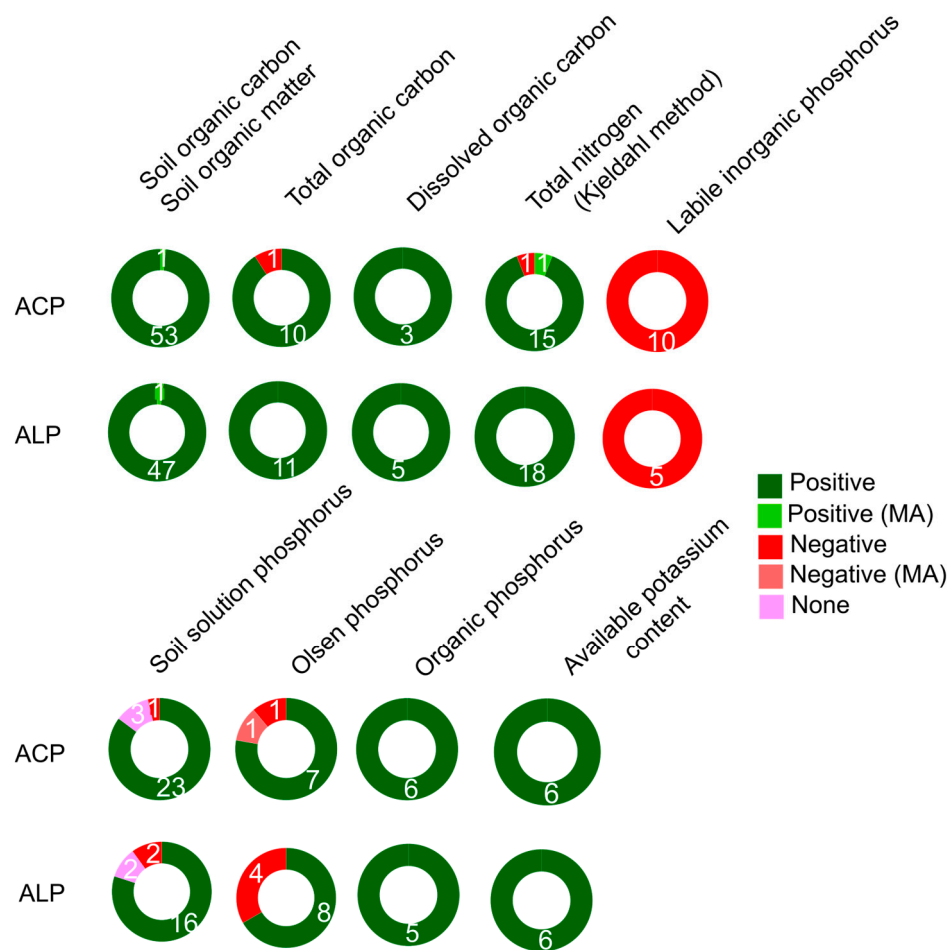 Soil organic carbon
Soil organic matter
Total organic carbon
Dissolved organic carbon
Total nitrogen
(Kjeldahl method)
Labile inorganic phosphorus
ACP
1
53
1
10
3
1
1
15
10
ALP
1
47
11
5
18
5
Positive
Positive (MA)
Negative
Negative (MA)
None
Soil solution phosphorus
Olsen phosphorus
Organic phosphorus
Available potassium
content
ACP
3
1
23
1
1
7
6
6
ALP
2
2
16
4
8
5
6